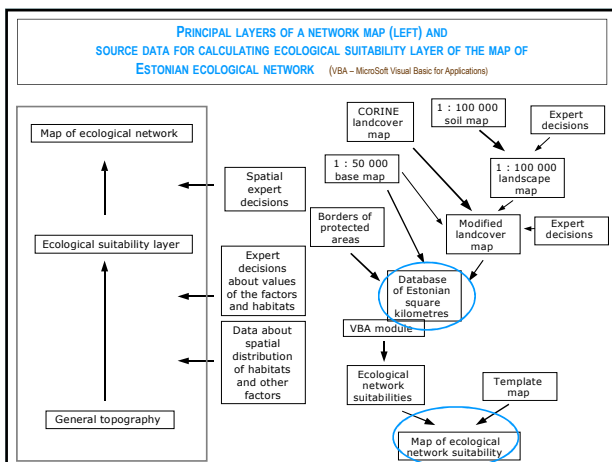 PRINCIPAL LAYERS OF A NETWORK MAP (LEFT) AND
SOURCE DATA FOR CALCULATING ECOLOGICAL SUITABILITY LAYER OF THE MAP OF
ESTONIAN ECOLOGICAL NETWORK (VBA – MicroSoft Visual Basic for Applications)
Map of ecological network
Spatial
expert
decisions
Ecological suitability layer
Expert
decisions
about values
of the factors
and habitats
Data about
spatial
distribution
of habitats
and other
factors
General topography
CORINE
landcover
map
1 : 100 000
soil map
Expert
decisions
1 : 50 000
base map
1 : 100 000
landscape
map
Borders of
protected
areas
Modified
landcover
map
Expert
decisions
Database
of Estonian
square
kilometres
VBA module
Ecological
network
suitabilities
Template
map
Map of ecological
network suitability